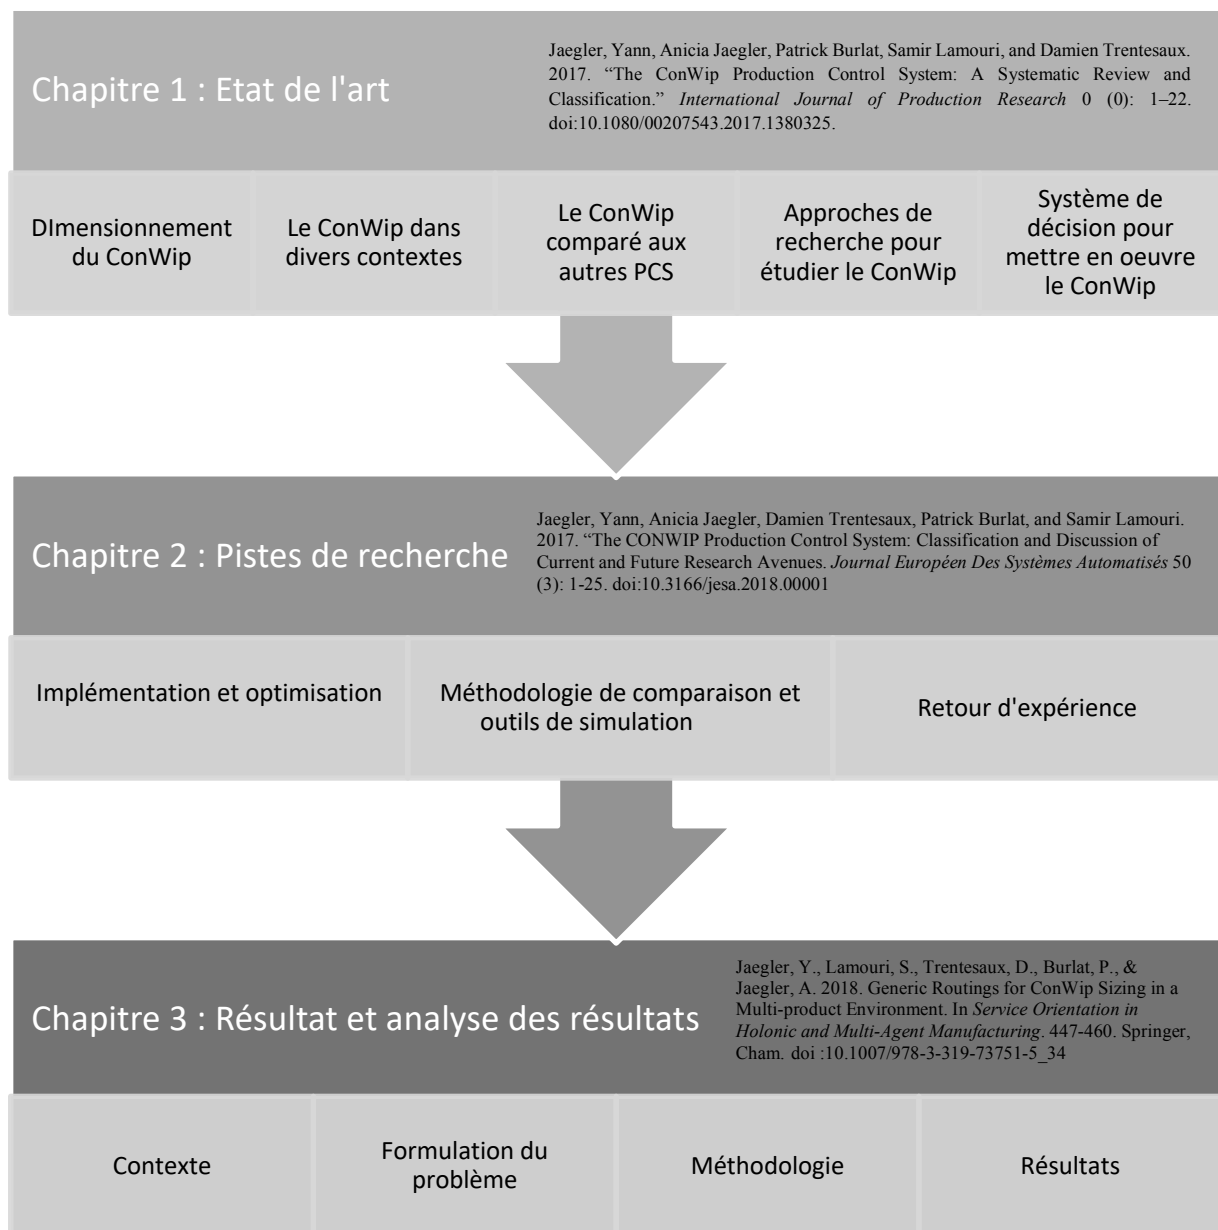 Chapitre 1 : Etat de l'art
Jaegler, Yann, Anicia Jaegler, Patrick Burlat, Samir Lamouri, and Damien Trentesaux.
2017. “The ConWip Production Control System: A Systematic Review and
Classification.” International Journal of Production Research 0 (0): 1–22.
doi:10.1080/00207543.2017.1380325.
DImensionnement
du ConWip
Le ConWip dans
divers contextes
Le ConWip
comparé aux
autres PCS
Approches de
recherche pour
étudier le ConWip
Système de
décision pour
mettre en oeuvre
le ConWip
Chapitre 2 : Pistes de recherche
Jaegler, Yann, Anicia Jaegler, Damien Trentesaux, Patrick Burlat, and Samir Lamouri.
2017. “The CONWIP Production Control System: Classification and Discussion of
Current and Future Research Avenues. Journal Européen Des Systèmes Automatisés 50
(3): 1-25. doi:10.3166/jesa.2018.00001
Implémentation et optimisation
Méthodologie de comparaison et
outils de simulation
Retour d'expérience
Chapitre 3 : Résultat et analyse des résultats
Jaegler, Y., Lamouri, S., Trentesaux, D., Burlat, P., &
Jaegler, A. 2018. Generic Routings for ConWip Sizing in a
Multi-product Environment. In Service Orientation in
Holonic and Multi-Agent Manufacturing. 447-460. Springer,
Cham. doi :10.1007/978-3-319-73751-5_34
Contexte
Formulation du
problème
Méthodologie
Résultats